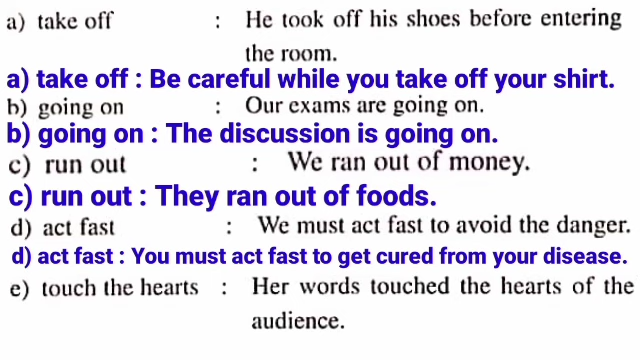 a) take off : He took off his shoes before entering
the room.
a) take off : Be careful while you take off your shirt.
b) going on : Our exams are going on.
b) going on : The discussion is going on.
c) run out : We ran out of money.
c) run out : They ran out of foods.
d) act fast : We must act fast to avoid the danger.
d) act fast : You must act fast to get cured from your disease.
e) touch the hearts : Her words touched the hearts of the
audience.